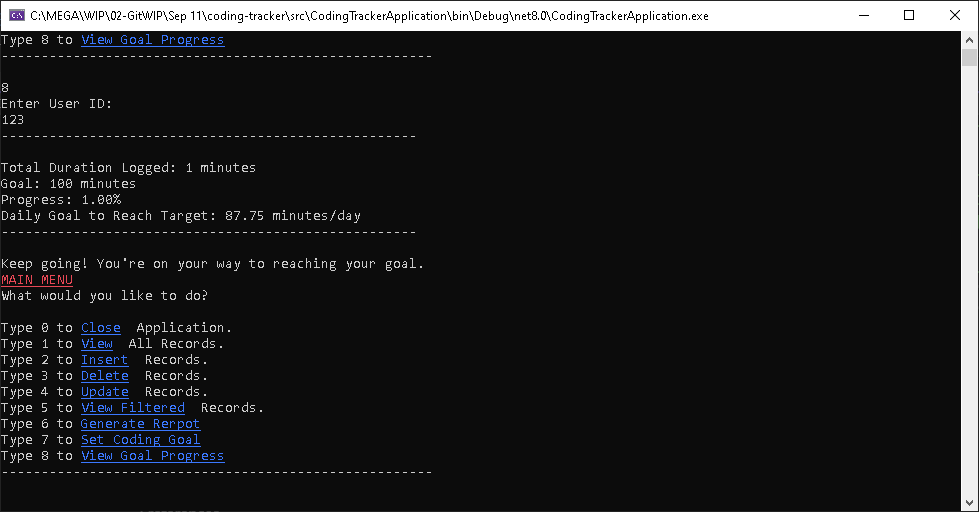 C:\MEGA\WIP\02-GitWIP\Sep 11\coding-tracker\src\CodingTrackerApplication\bin\Debug\net8.0\CodingTrackerApplication.exe
Type 8 to View Goal Progress
------------------------------------------------------
8
Enter User ID:
123
----------------------------------------------------
Total Duration Logged: 1 minutes
Goal: 100 minutes
Progress: 1.00%
Daily Goal to Reach Target: 87.75 minutes/day
----------------------------------------------------
Keep going! You're on your way to reaching your goal.
MAIN MENU
What would you like to do?
Type 0 to Close  Application.
Type 1 to View  All Records.
Type 2 to Insert  Records.
Type 3 to Delete  Records.
Type 4 to Update  Records.
Type 5 to View Filtered  Records.
Type 6 to Generate Rerpot
Type 7 to Set Coding Goal
Type 8 to View Goal Progress
------------------------------------------------------